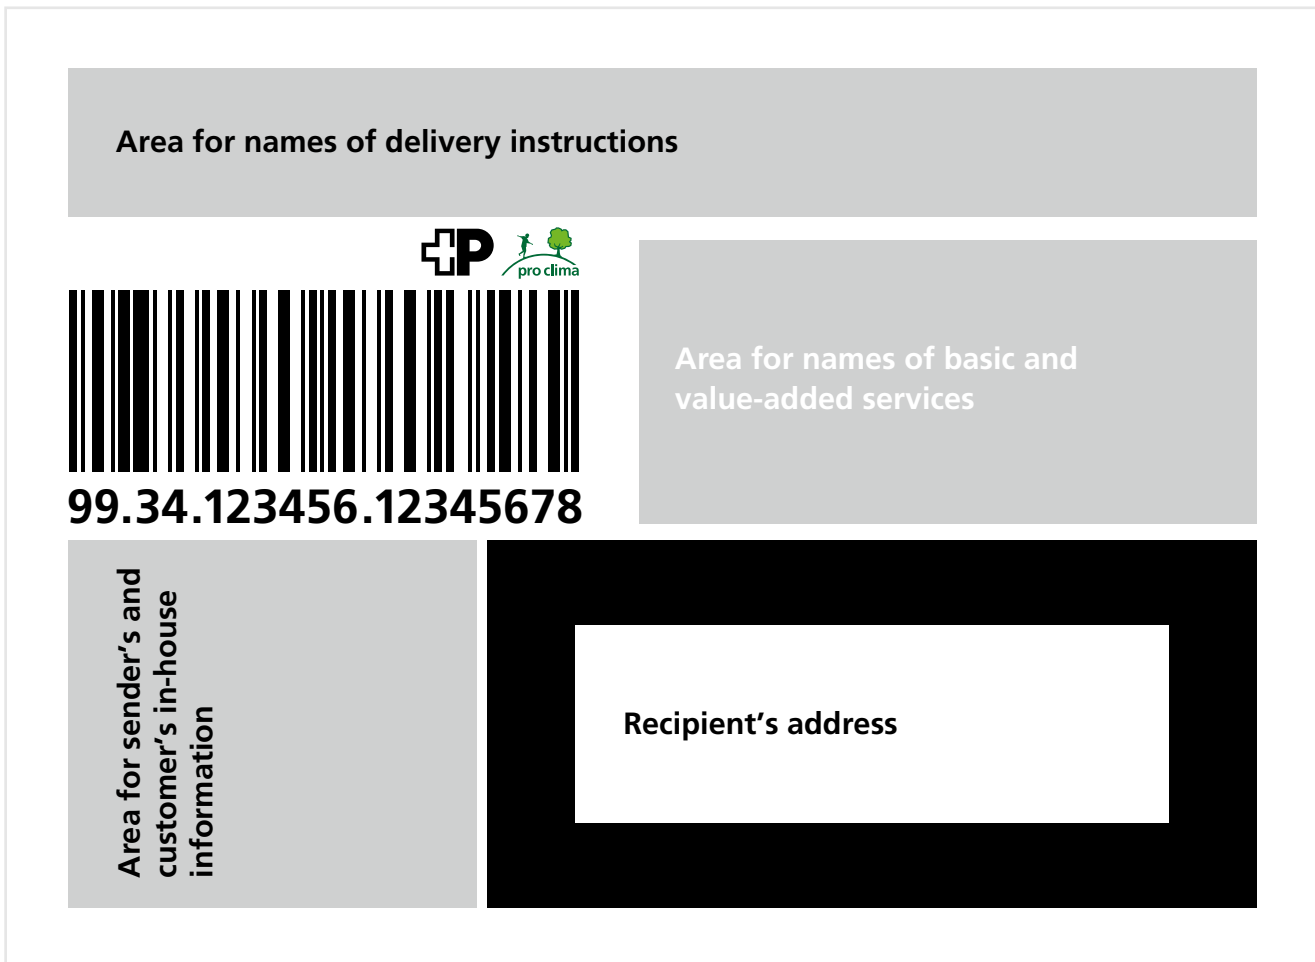 Area for names of delivery instructions
P
pro clima
99.34.123456.12345678
Area for names of basic and
value-added services
Area for sender’s and
customer’s in-house
information
Recipient’s address